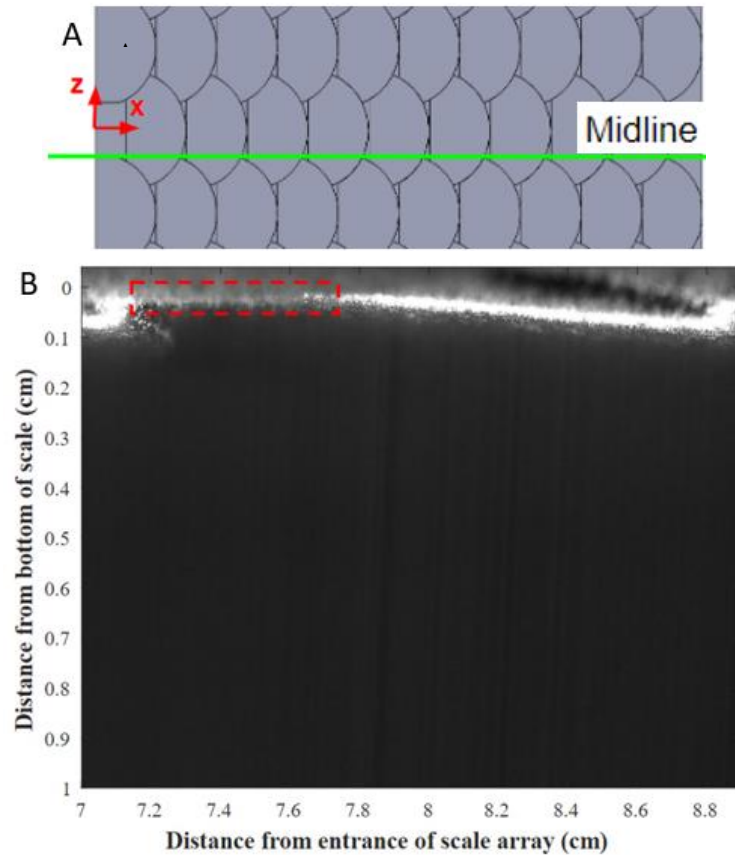 A
z
x
Midline
B
0
0.1
0.2
0.3
0.4
0.5
0.6
0.7
0.8
0.9
1
Distance from bottom of scale (cm)
7 7.2 7.4 7.6 7.8 8 8.2 8.4 8.6 8.8
Distance from entrance of scale array (cm)